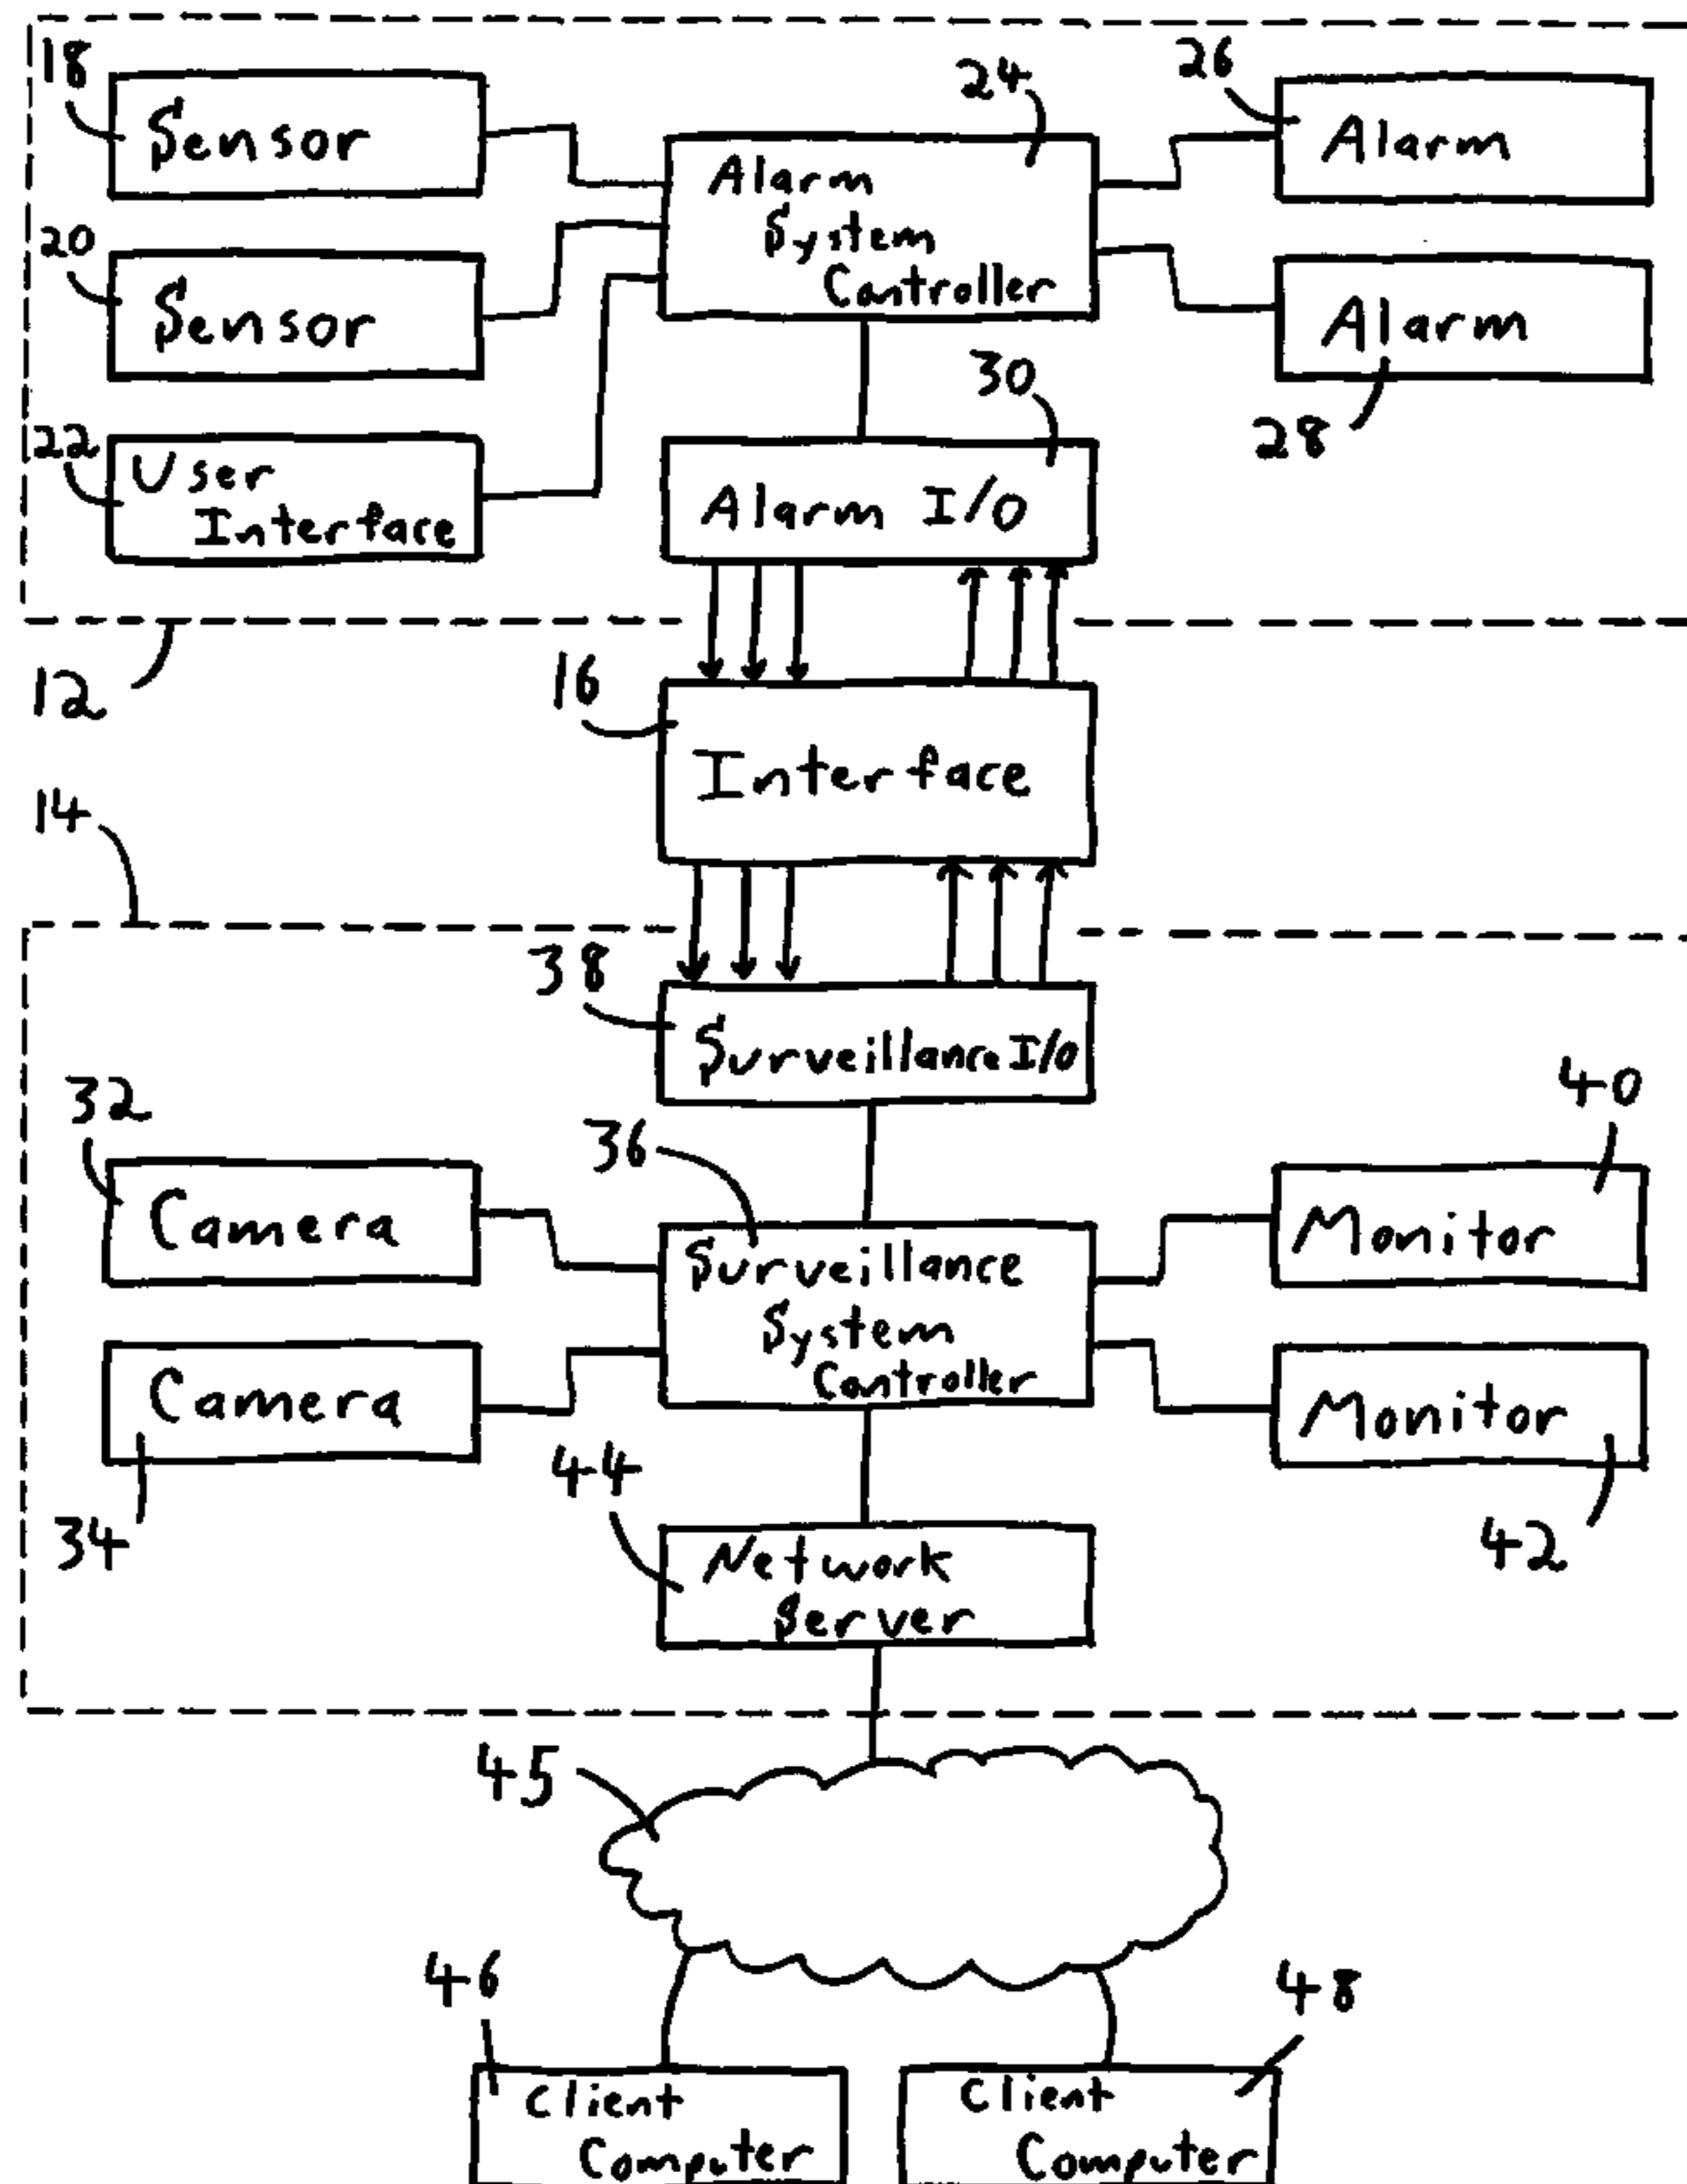 18
Sensor
24
26
Alarm
Alarm
System
Controller
20
Sensor
Alarm
28
30
22
User
Interface
Alarm I/O
12
16
Interface
14
38
Surveillance I/O
32
Camera
36
40
Monitor
Surveillance
System
Controller
Camera
34
Monitor
42
44
Network
Server
45
46
48
Client
Computer
Client
Computer